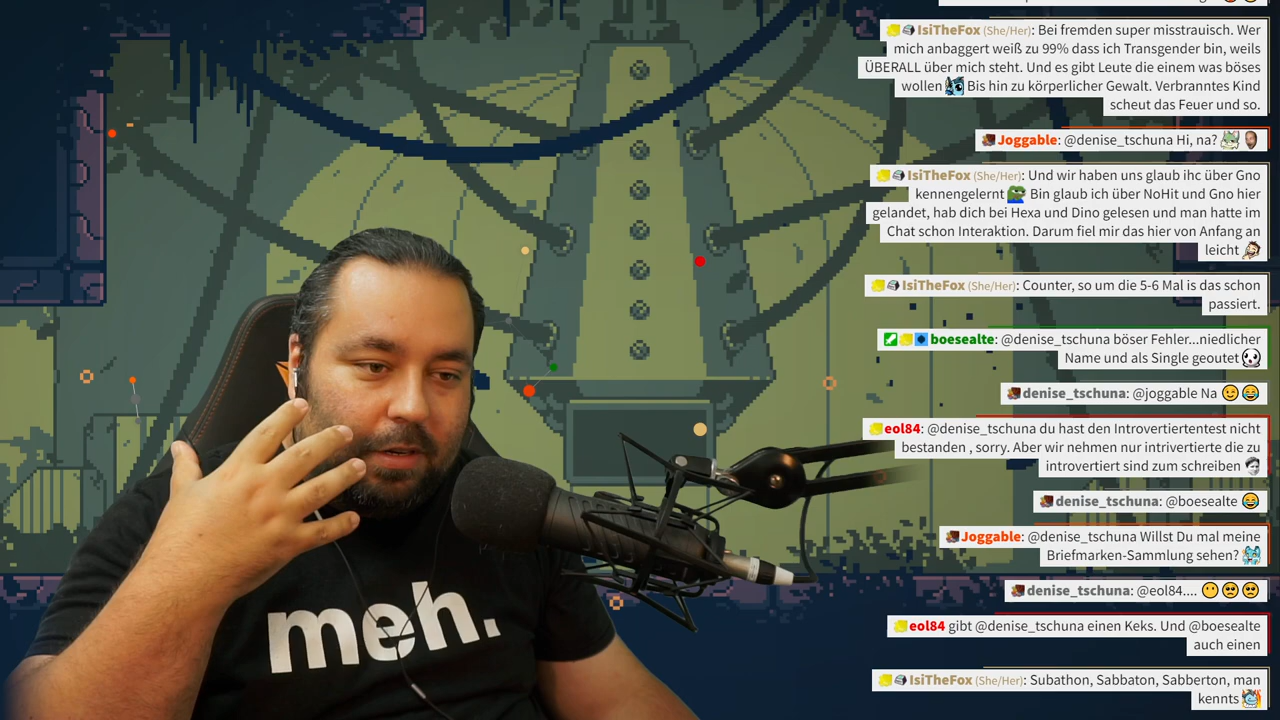 IsiTheFox (She/Her): Bei fremden super misstrauisch. Wer
mich anbaggert weiß zu 99% dass ich Transgender bin, weils
ÜBERALL über mich steht. Und es gibt Leute die einem was böses
wollen Bis hin zu körperlicher Gewalt. Verbranntes Kind
scheut das Feuer und so.
Joggable: @denise_tschuna Hi, na?
IsiTheFox (She/Her): Und wir haben uns glaub ihc über Gno
kennengelernt Bin glaub ich über NoHit und Gno hier
gelandet, hab dich bei Hexa und Dino gelesen und man hatte im
Chat schon Interaktion. Darum fiel mir das hier von Anfang an
leicht
IsiTheFox (She/Her): Counter, so um die 5-6 Mal is das schon
passiert.
boesealte: @denise_tschuna böser Fehler...niedlicher
Name und als Single geoutet
denise_tschuna: @joggable Na
eol84: @denise_tschuna du hast den Introvertiertentest nicht
bestanden , sorry. Aber wir nehmen nur intrivertierte die zu
introvertiert sind zum schreiben
denise_tschuna: @boesealte
Joggable: @denise_tschuna Willst Du mal meine
Briefmarken-Sammlung sehen?
denise_tschuna: @eol84....
eol84 gibt @denise_tschuna einen Keks. Und @boesealte
auch einen
IsiTheFox (She/Her): Subathon, Sabbaton, Sabberton, man
kennts
meh.